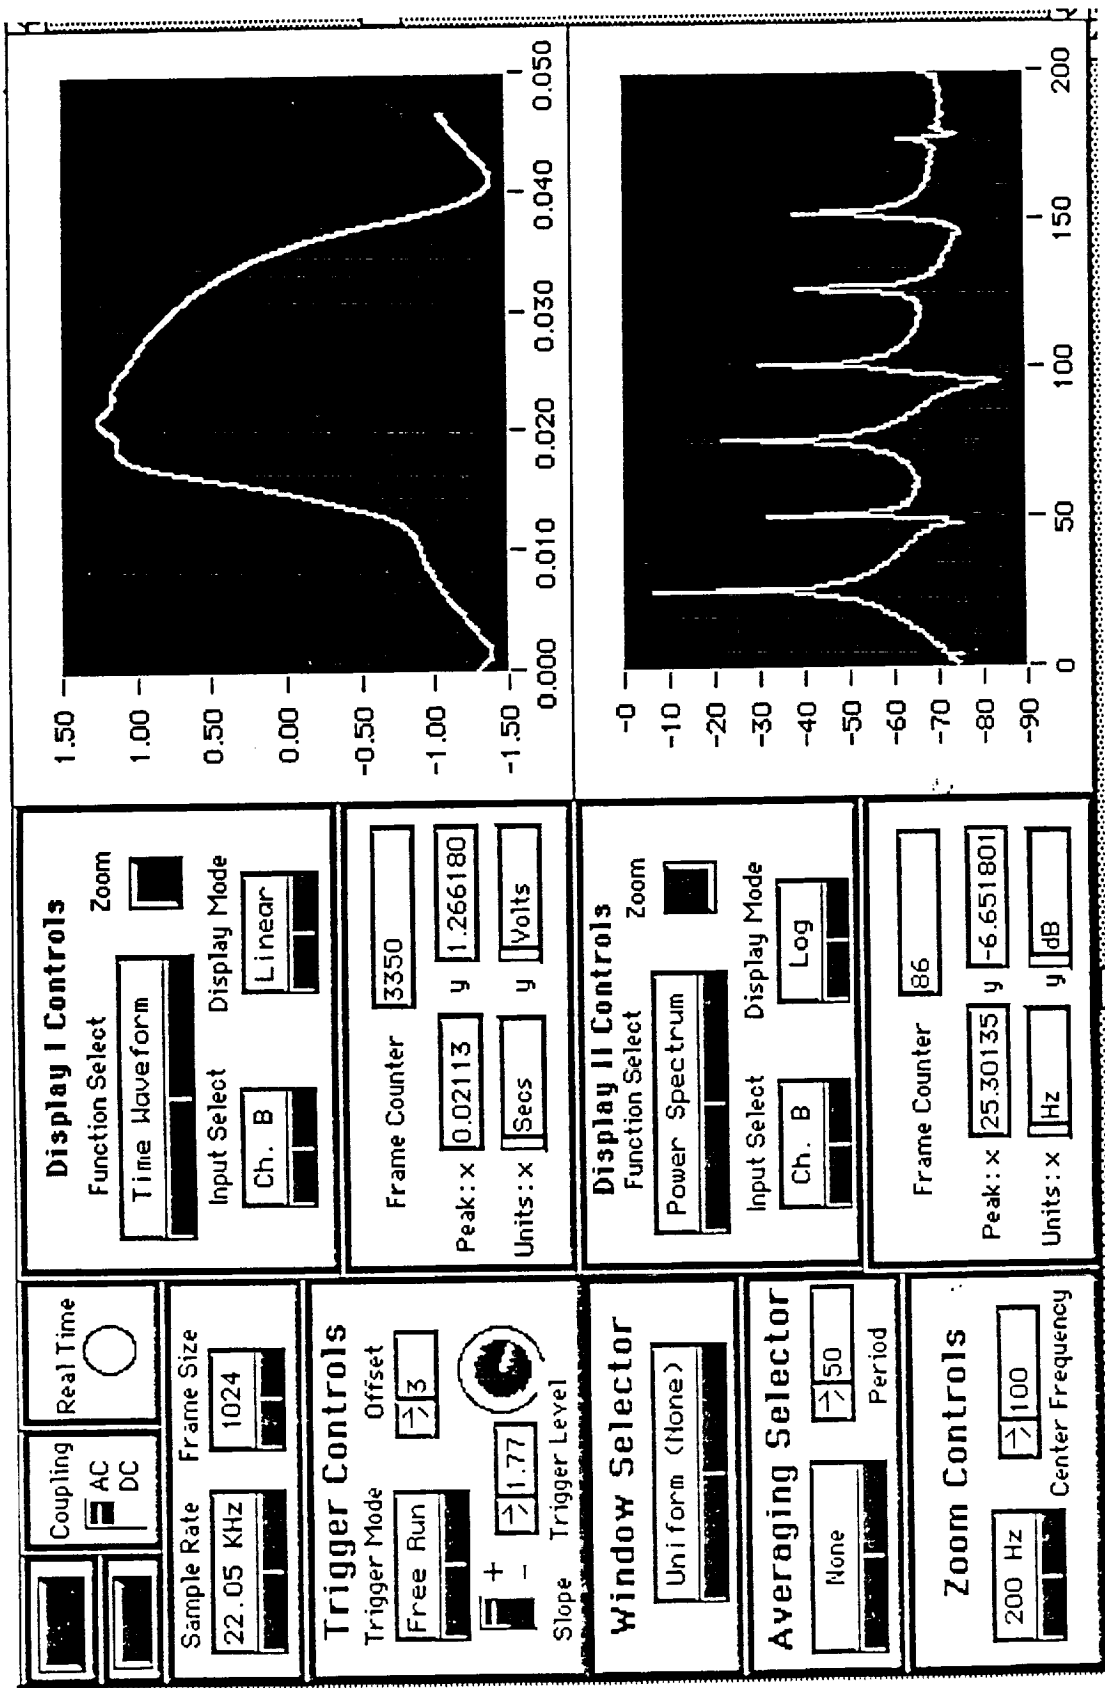 Coupling
AC
DC
Real Time
Sample Rate
Frame Size
22.05 KHz
1024
Trigger Controls
Trigger Mode
Offset
Free Run
3
+
-
1.77
Slope
Trigger Level
Window Selector
Uniform (None)
Averaging Selector
None
50
Period
Zoom Controls
200 Hz
100
Center Frequency
Display I Controls
Function Select
Zoom
Time Waveform
Input Select
Display Mode
Ch. B
Linear
Frame Counter
3350
Peak: x 0.02113 y 1.266180
Units: x Secs y Volts
Display II Controls
Function Select
Zoom
Power Spectrum
Input Select
Display Mode
Ch. B
Log
Frame Counter
86
Peak: x 25.30135 y -6.651801
Units: x Hz y dB
1.50
1.00
0.50
0.00
-0.50
-1.00
-1.50
0.000 0.010 0.020 0.030 0.040 0.050
-0
-10
-20
-30
-40
-50
-60
-70
-80
-90
0 50 100 150 200